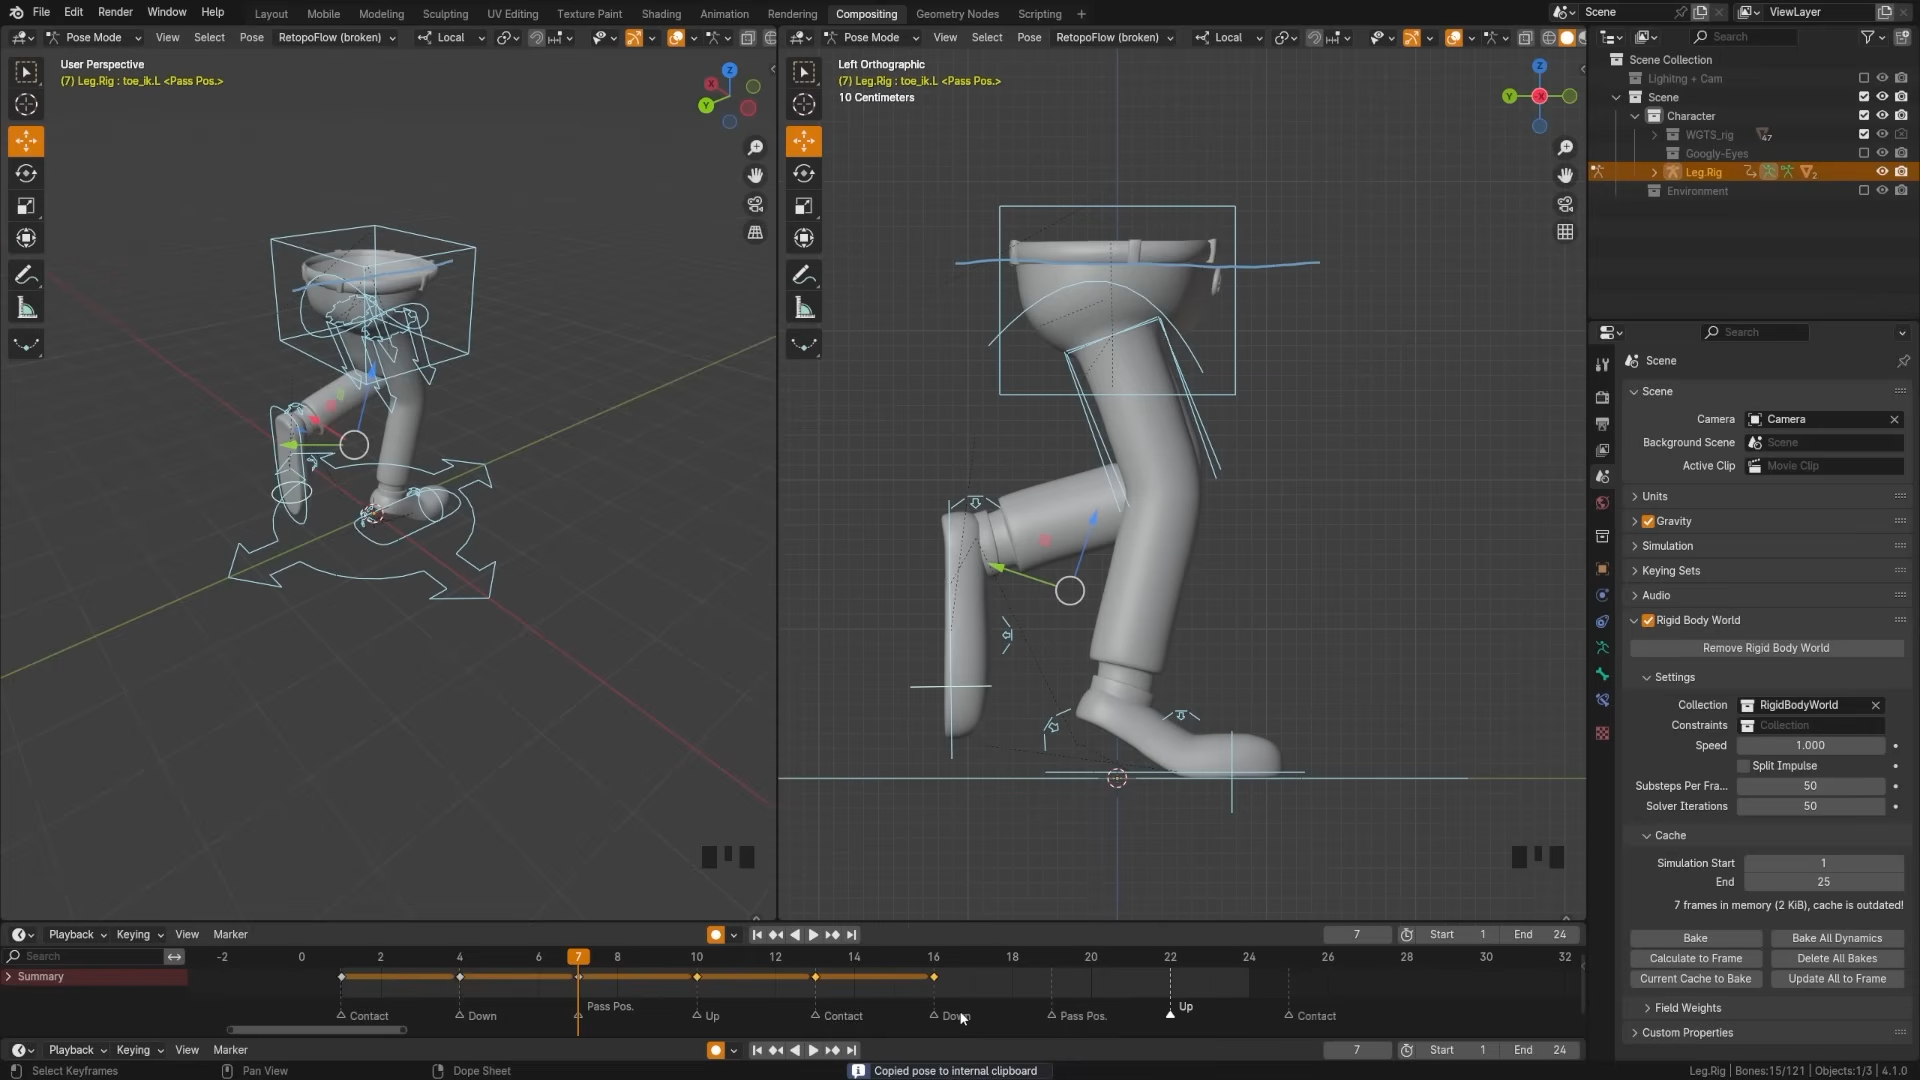 File Edit Render Window Help Layout Mobile Modeling Sculpting UV Editing Texture Paint Shading Animation Rendering Compositing Geometry Nodes Scripting + Scene ViewLayer
Pose Mode View Select Pose RetopoFlow (broken) Local
Pose Mode View Select Pose RetopoFlow (broken) Local
Search
User Perspective
(7) Leg.Rig : toe_ik.L <Pass Pos.>
Z
X
Y
Left Orthographic
(7) Leg.Rig : toe_ik.L <Pass Pos.>
10 Centimeters
Z
Y
-X
Scene Collection
Lighitng + Cam
Scene
Character
WGTS_rig 47
Googly-Eyes
Leg.Rig 2
Environment
Search
Scene
Scene
Camera Camera
Background Scene Scene
Active Clip Movie Clip
Units
Gravity
Simulation
Keying Sets
Audio
Rigid Body World
Remove Rigid Body World
Settings
Collection RigidBodyWorld
Constraints Collection
Speed 1.000
Split Impulse
Substeps Per Fra... 50
Solver Iterations 50
Cache
Simulation Start 1
End 25
7 frames in memory (2 KiB), cache is outdated!
Bake Bake All Dynamics
Calculate to Frame Delete All Bakes
Current Cache to Bake Update All to Frame
Field Weights
Custom Properties
Playback Keying View Marker 7 Start 1 End 24
Search -2 0 2 4 6 7 8 10 12 14 16 18 20 22 24 26 28 30 32
Summary
Contact Down Pass Pos. Up Contact Down Pass Pos. Up Contact
Playback Keying View Marker 7 Start 1 End 24
Select Keyframes Pan View Dope Sheet Copied pose to internal clipboard Leg.Rig | Bones:15/121 | Objects:1/3 | 4.1.0